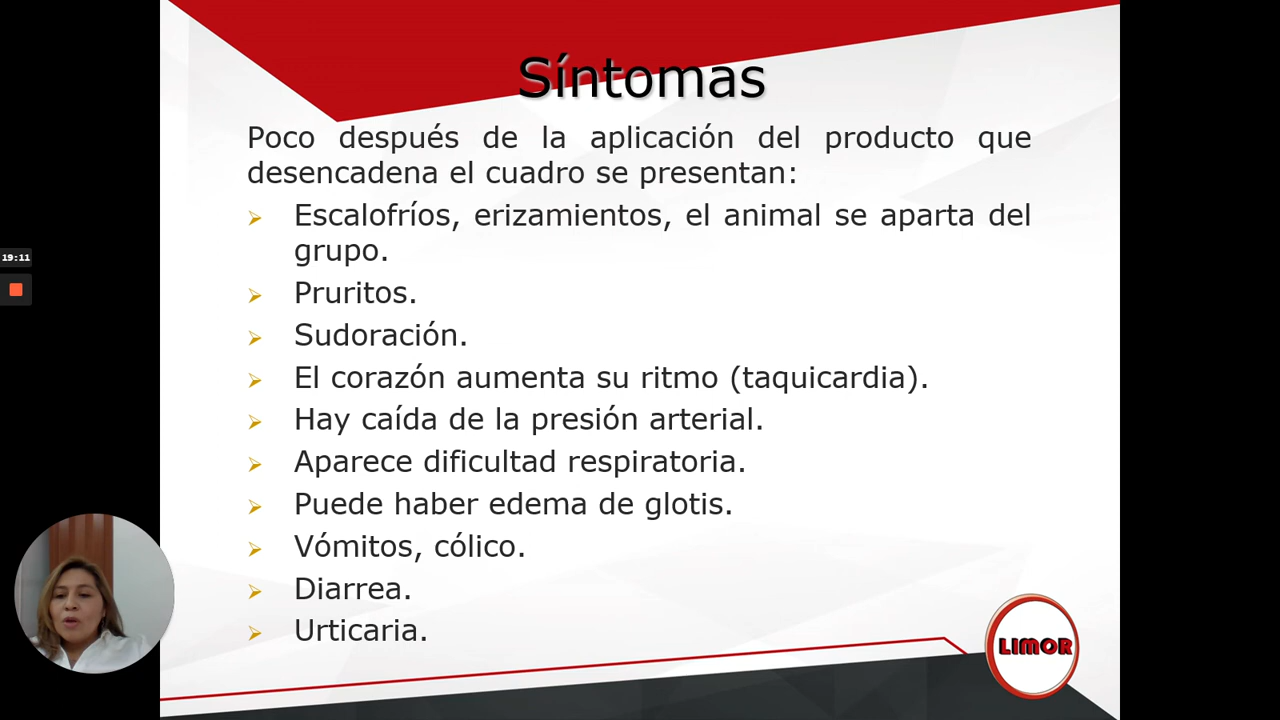 Síntomas
Poco después de la aplicación del producto que
desencadena el cuadro se presentan:
Escalofríos, erizamientos, el animal se aparta del
grupo.
Pruritos.
Sudoración.
El corazón aumenta su ritmo (taquicardia).
Hay caída de la presión arterial.
Aparece dificultad respiratoria.
Puede haber edema de glotis.
Vómitos, cólico.
Diarrea.
Urticaria.
19:11
LIMOR